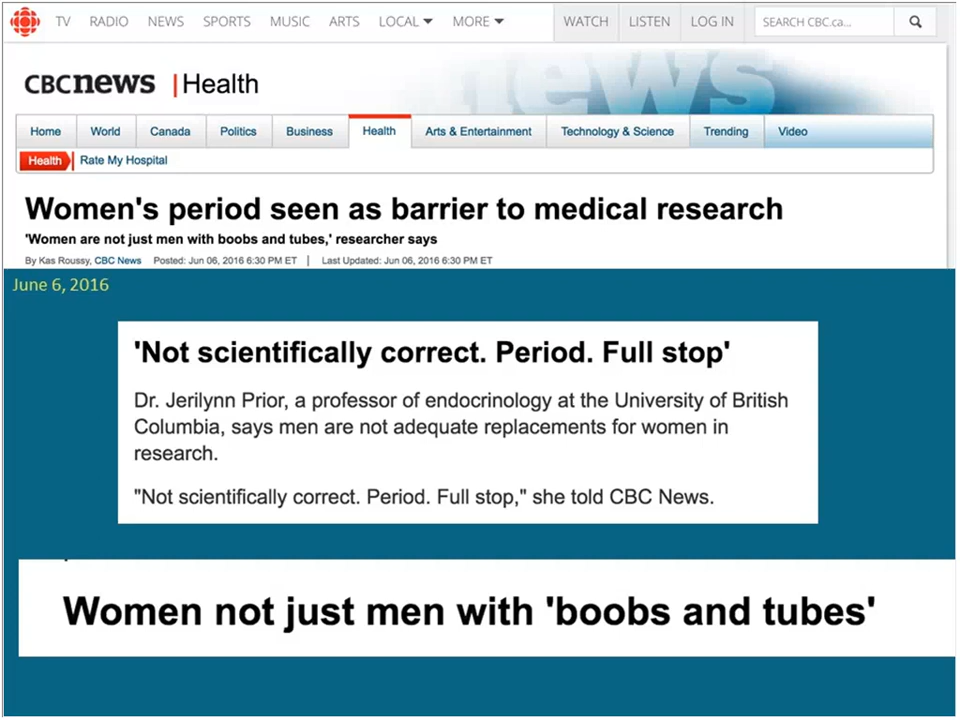 TV RADIO NEWS SPORTS MUSIC ARTS LOCAL MORE WATCH LISTEN LOG IN SEARCH CBC.ca...
news
CBCnews | Health
Home World Canada Politics Business Health Arts & Entertainment Technology & Science Trending Video
Health Rate My Hospital
Women's period seen as barrier to medical research
'Women are not just men with boobs and tubes,' researcher says
By Kas Roussy, CBC News Posted: Jun 06, 2016 6:30 PM ET | Last Updated: Jun 06, 2016 6:30 PM ET
June 6, 2016
'Not scientifically correct. Period. Full stop'
Dr. Jerilynn Prior, a professor of endocrinology at the University of British
Columbia, says men are not adequate replacements for women in
research.
"Not scientifically correct. Period. Full stop," she told CBC News.
Women not just men with 'boobs and tubes'